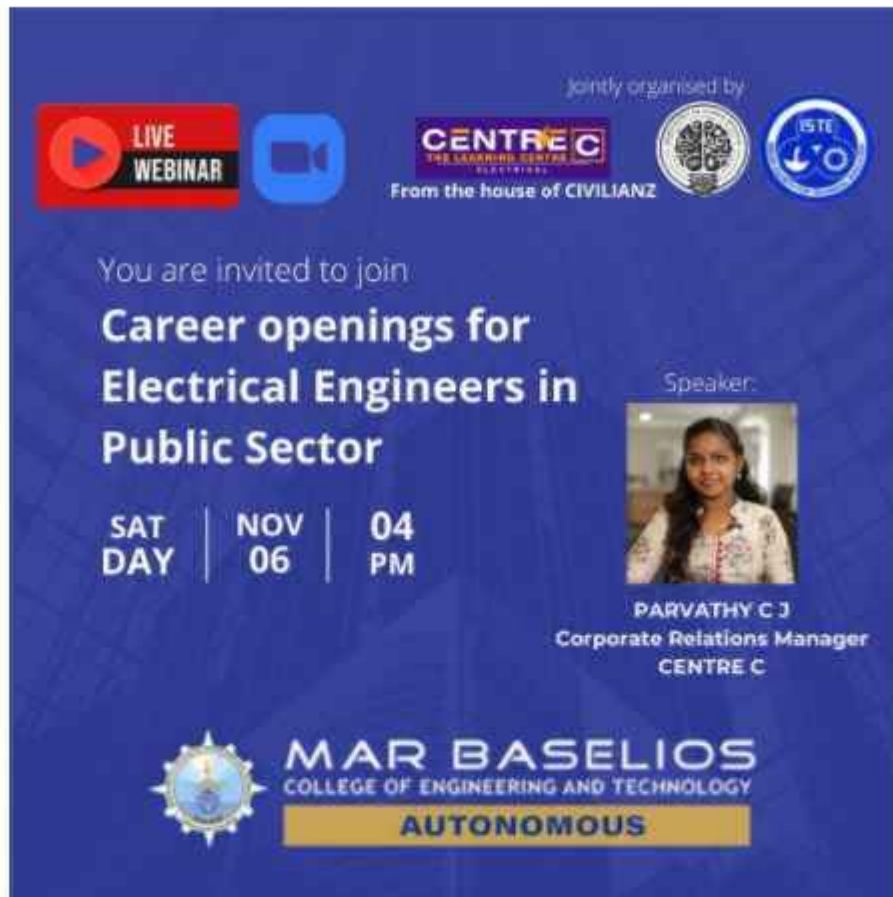 Jointly organised by
LIVE
WEBINAR
CENTRE C
THE LEARNING CENTRE
ELECTRICAL
From the house of CIVILIANZ
ISTE
You are invited to join
Career openings for
Electrical Engineers in
Public Sector
Speaker:
SAT
DAY
NOV
06
04
PM
PARVATHY C J
Corporate Relations Manager
CENTRE C
MAR BASELIOS
COLLEGE OF ENGINEERING AND TECHNOLOGY
AUTONOMOUS